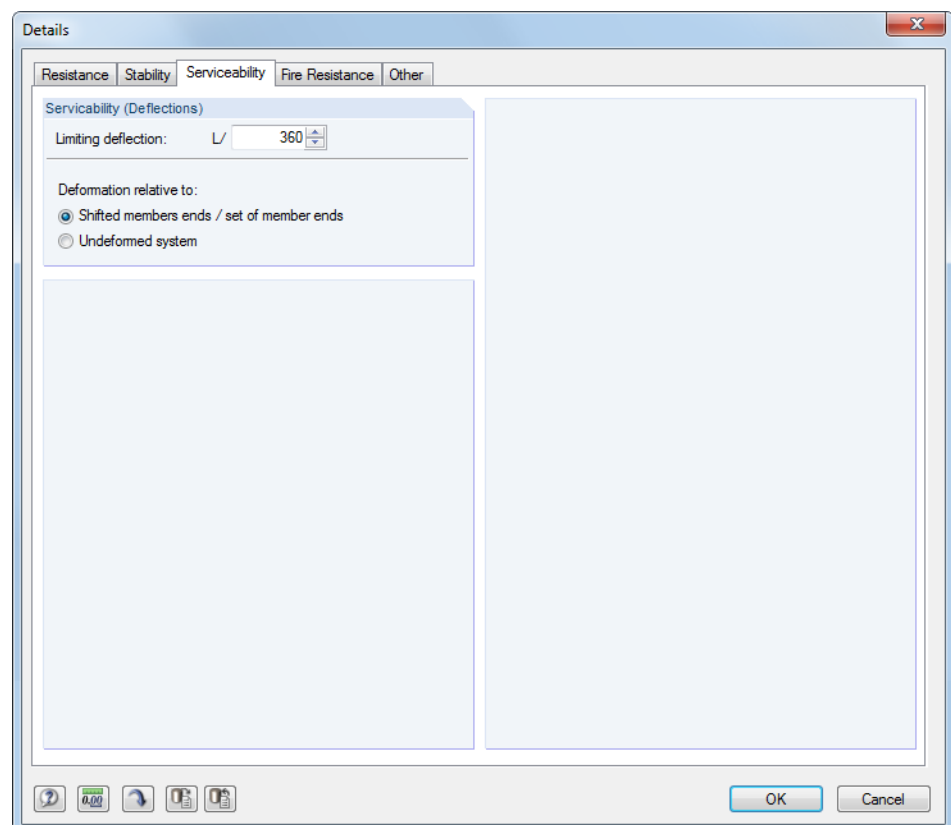 Details
Resistance Stability Serviceability Fire Resistance Other
Servicability (Deflections)
Limiting deflection: L/ 360
Deformation relative to:
Shifted members ends / set of member ends
Undeformed system
0.00
OK Cancel